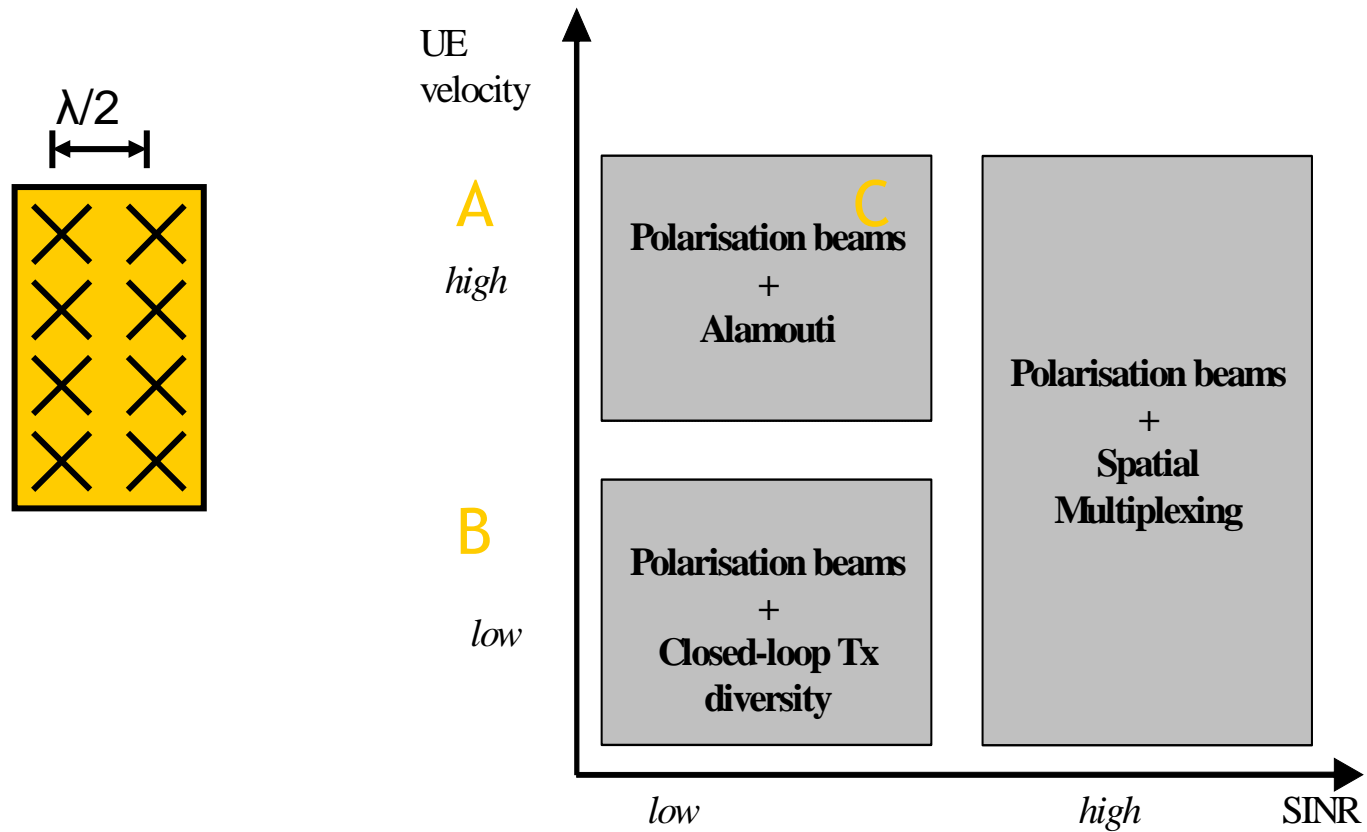 λ/2
UE
velocity
A
high
B
low
C
Polarisation beams
+
Alamouti
Polarisation beams
+
Closed-loop Tx
diversity
Polarisation beams
+
Spatial
Multiplexing
low
high
SINR